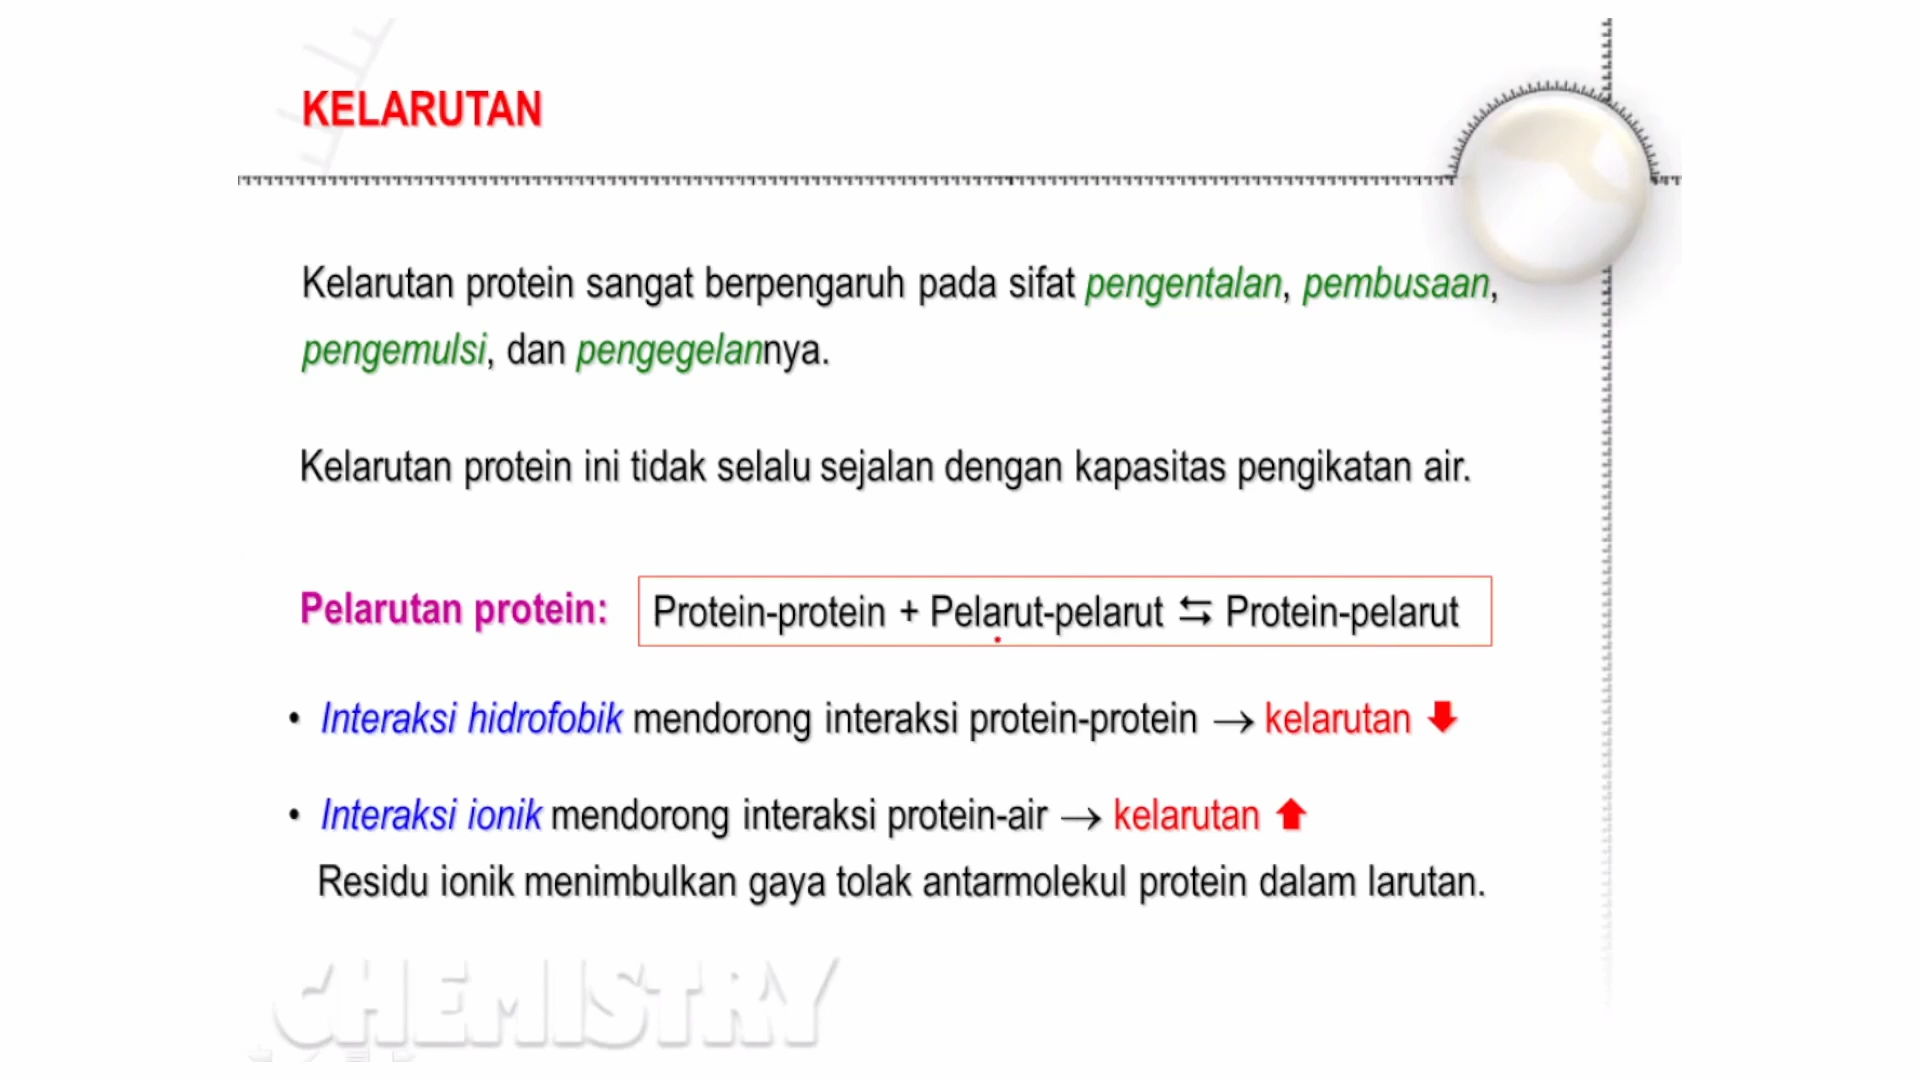 KELARUTAN
Kelarutan protein sangat berpengaruh pada sifat pengentalan, pembusaan,
pengemulsi, dan pengegelannya.
Kelarutan protein ini tidak selalu sejalan dengan kapasitas pengikatan air.
Pelarutan protein: Protein-protein + Pelarut-pelarut ⇆ Protein-pelarut
• Interaksi hidrofobik mendorong interaksi protein-protein → kelarutan ⬇
• Interaksi ionik mendorong interaksi protein-air → kelarutan ⬆
Residu ionik menimbulkan gaya tolak antarmolekul protein dalam larutan.
CHEMISTRY